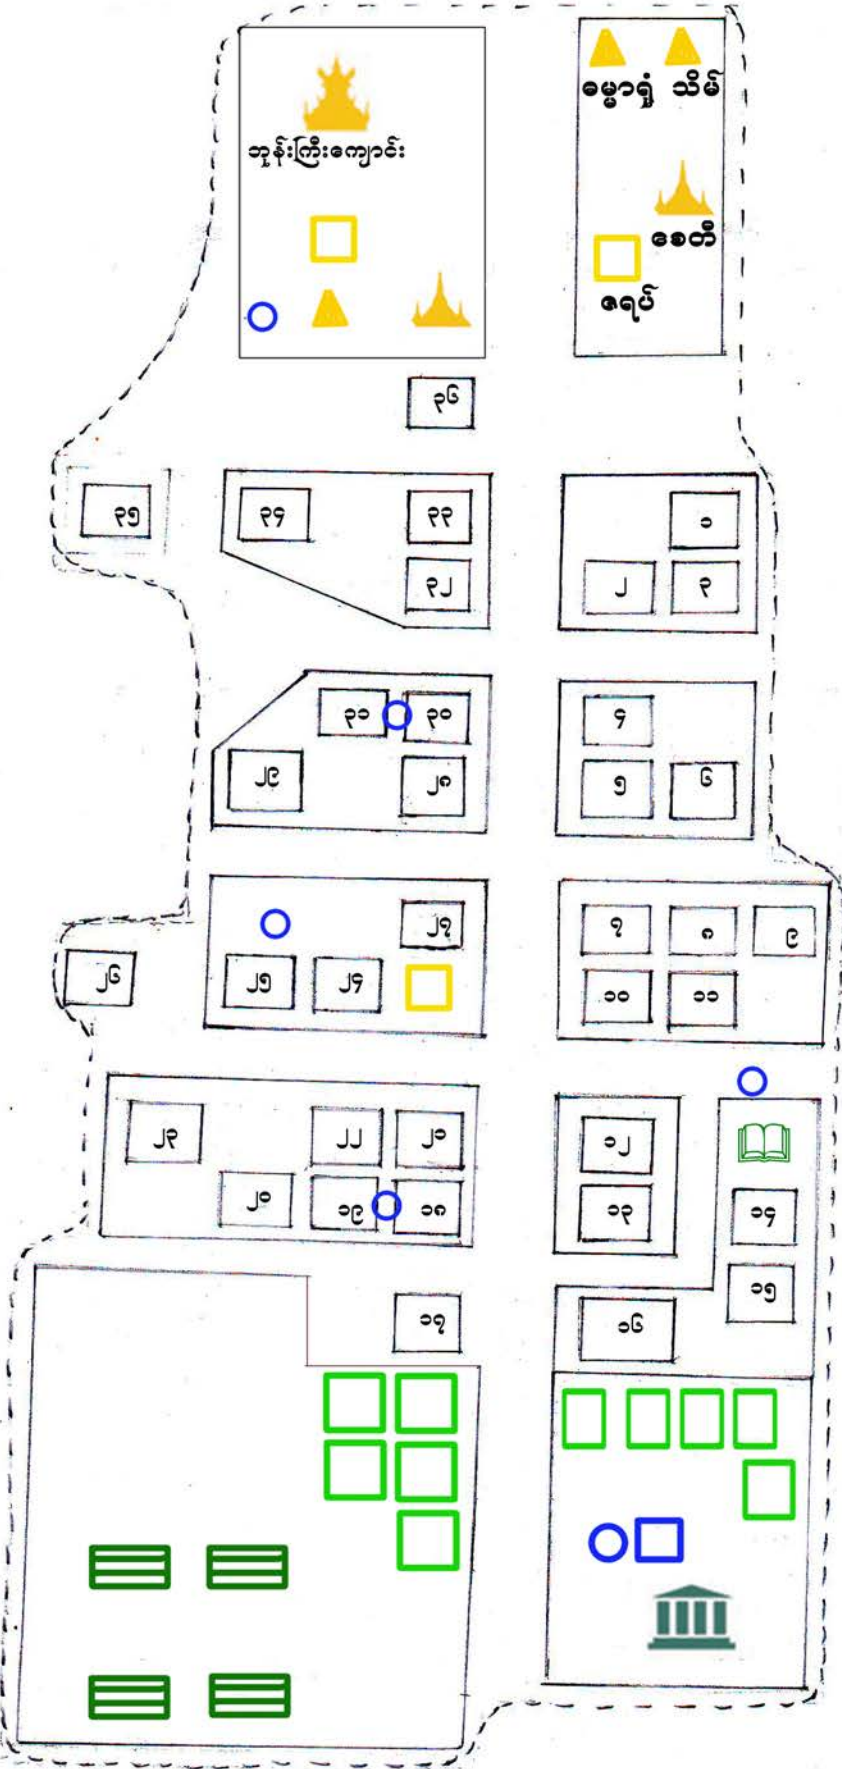 ဓမ္မာရုံ သိမ်
ဘုန်းကြီးကျောင်း
စေတီ
ဇရပ်
၃၆
၃၅ ၃၄ ၃၃ ၁
၃၂ ၂ ၃
၃၁ ၃၀ ၄
၂၉ ၂၈ ၅ ၆
၂၇ ၇ ၈ ၉
၂၆ ၂၅ ၂၄ ၁၀ ၁၁
၂၃ ၂၂ ၂၁ ၁၂
၂၀ ၁၉ ၁၈ ၁၃ ၁၄
၁၇ ၁၆ ၁၅